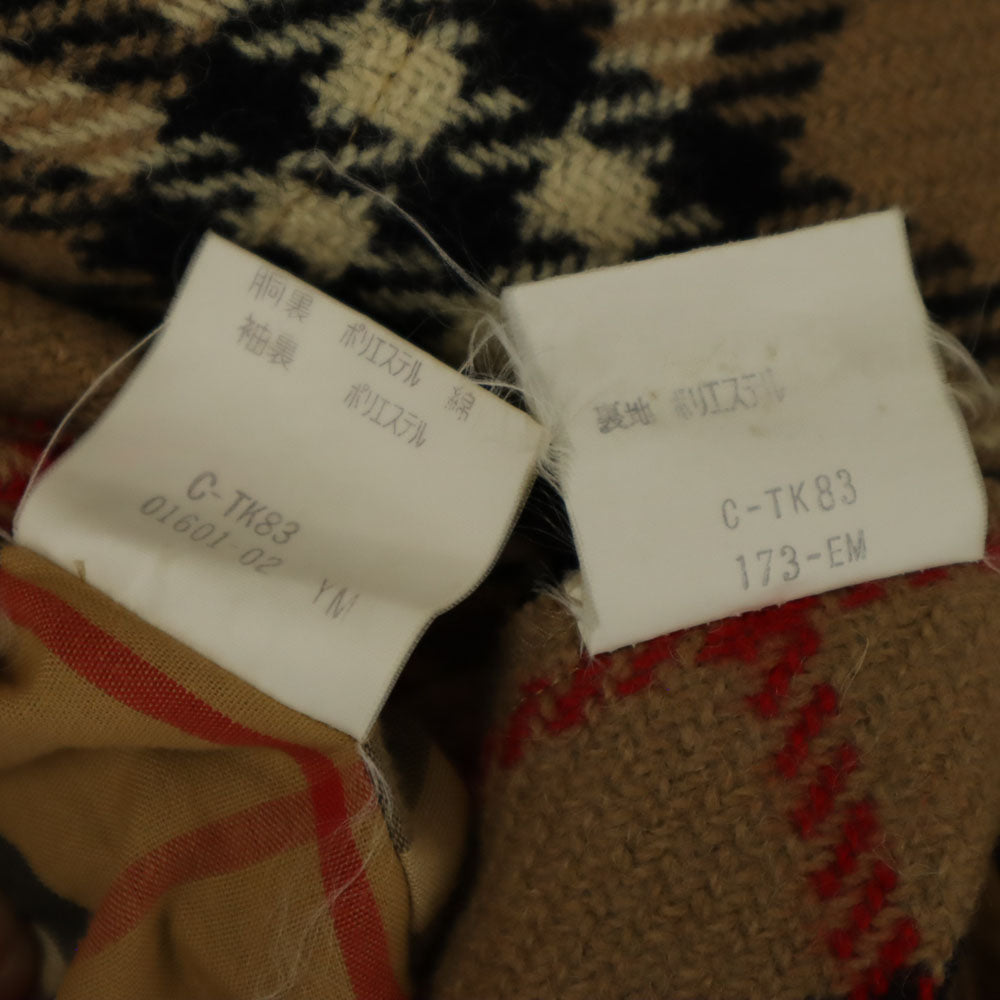 胴裏 ポリエステル 綿
袖裏 ポリエステル
C-TK83
01601-02 YM
裏地 ポリエステル
C-TK83
173-EM